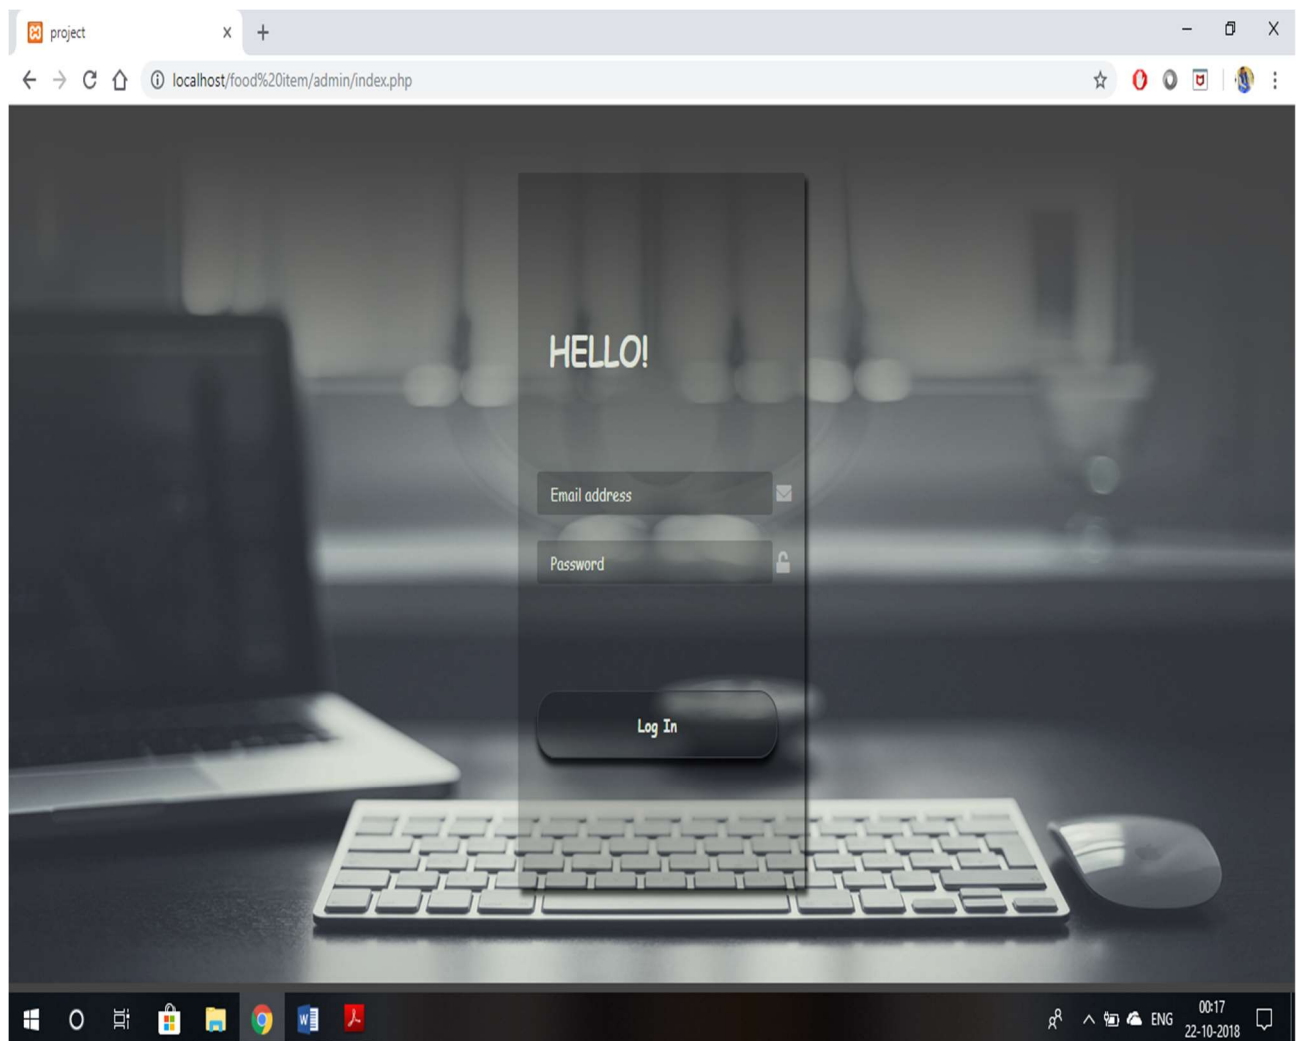 project
localhost/food%20item/admin/index.php
HELLO!
Email address
Password
Log In
ENG
00:17
22-10-2018